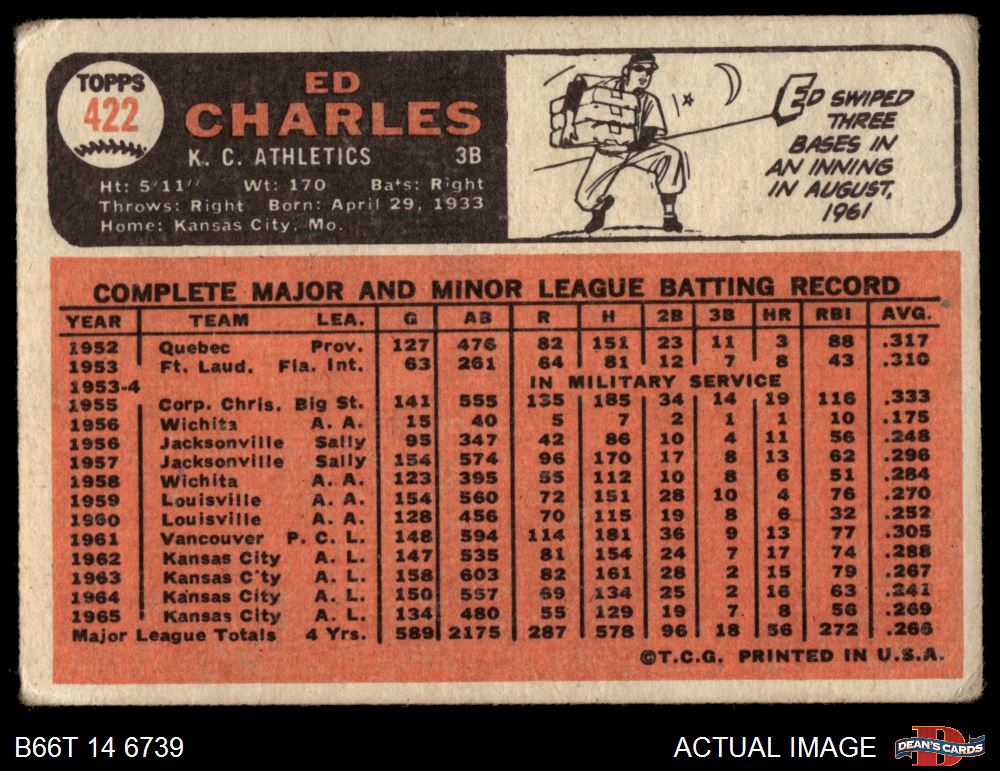 TOPPS
422
ED
CHARLES
K. C. ATHLETICS 3B
Ht: 5'11" Wt: 170 Bats: Right
Throws: Right Born: April 29, 1933
Home: Kansas City, Mo.
ED SWIPED
THREE
BASES IN
AN INNING
IN AUGUST,
1961
COMPLETE MAJOR AND MINOR LEAGUE BATTING RECORD
YEAR TEAM LEA. G AB R H 2B 3B HR RBI AVG.
1952 Quebec Prov. 127 476 82 151 23 11 3 88 .317
1953 Ft. Laud. Fla. Int. 63 261 64 81 12 7 8 43 .310
1953-4 IN MILITARY SERVICE
1955 Corp. Chris. Big St. 141 555 135 185 34 14 19 116 .333
1956 Wichita A. A. 15 40 5 7 2 1 1 10 .175
1956 Jacksonville Sally 95 347 42 86 10 4 11 56 .248
1957 Jacksonville Sally 154 574 96 170 17 8 13 62 .296
1958 Wichita A. A. 123 395 55 112 10 8 6 51 .284
1959 Louisville A. A. 154 560 72 151 28 10 4 76 .270
1960 Louisville A. A. 128 456 70 115 19 8 6 32 .252
1961 Vancouver P. C. L. 148 594 114 181 36 9 13 77 .305
1962 Kansas City A. L. 147 535 81 154 24 7 17 74 .288
1963 Kansas City A. L. 158 603 82 161 28 2 15 79 .267
1964 Kansas City A. L. 150 557 69 134 25 2 16 63 .241
1965 Kansas City A. L. 134 480 55 129 19 7 8 56 .269
Major League Totals 4 Yrs. 589 2175 287 578 96 18 56 272 .266
©T.C.G. PRINTED IN U.S.A.
B66T 14 6739
ACTUAL IMAGE
D
DEAN'S CARDS